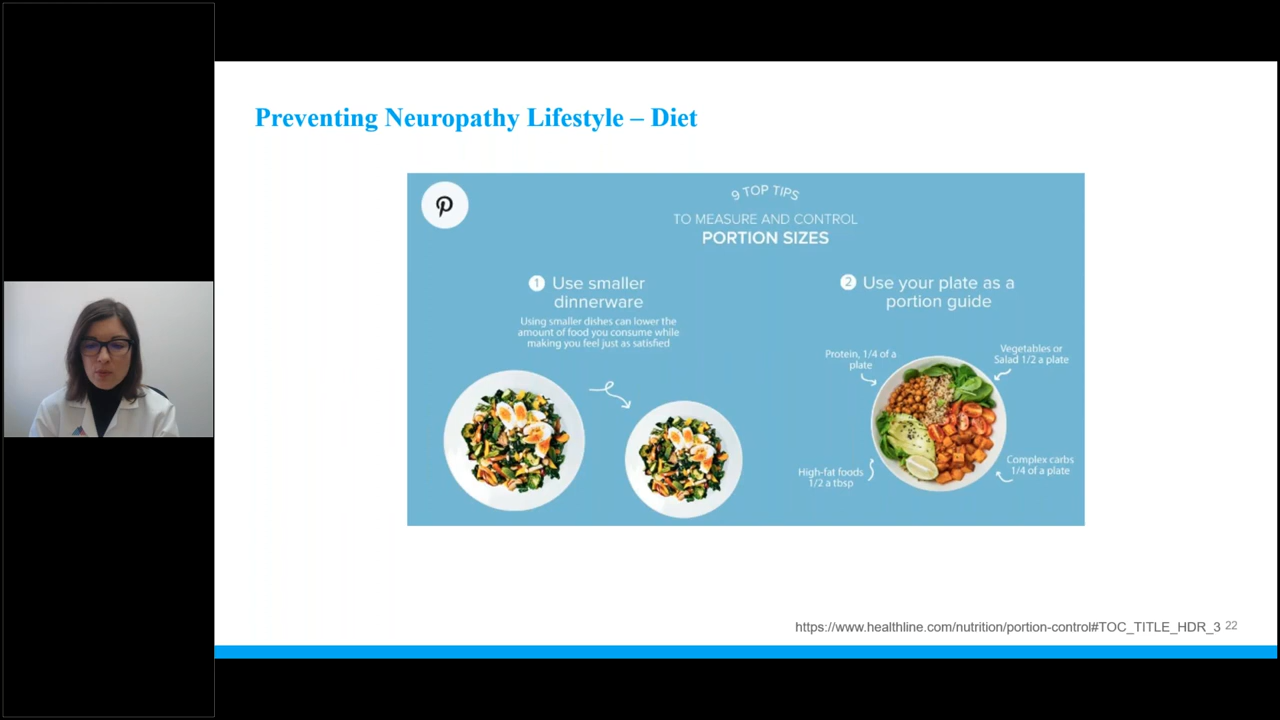 Preventing Neuropathy Lifestyle – Diet
9 TOP TIPS
TO MEASURE AND CONTROL
PORTION SIZES
1 Use smaller
dinnerware
Using smaller dishes can lower the
amount of food you consume while
making you feel just as satisfied
2 Use your plate as a
portion guide
Protein, 1/4 of a
plate
Vegetables or
Salad 1/2 a plate
High-fat foods
1/2 a tbsp
Complex carbs
1/4 of a plate
https://www.healthline.com/nutrition/portion-control#TOC_TITLE_HDR_3 22